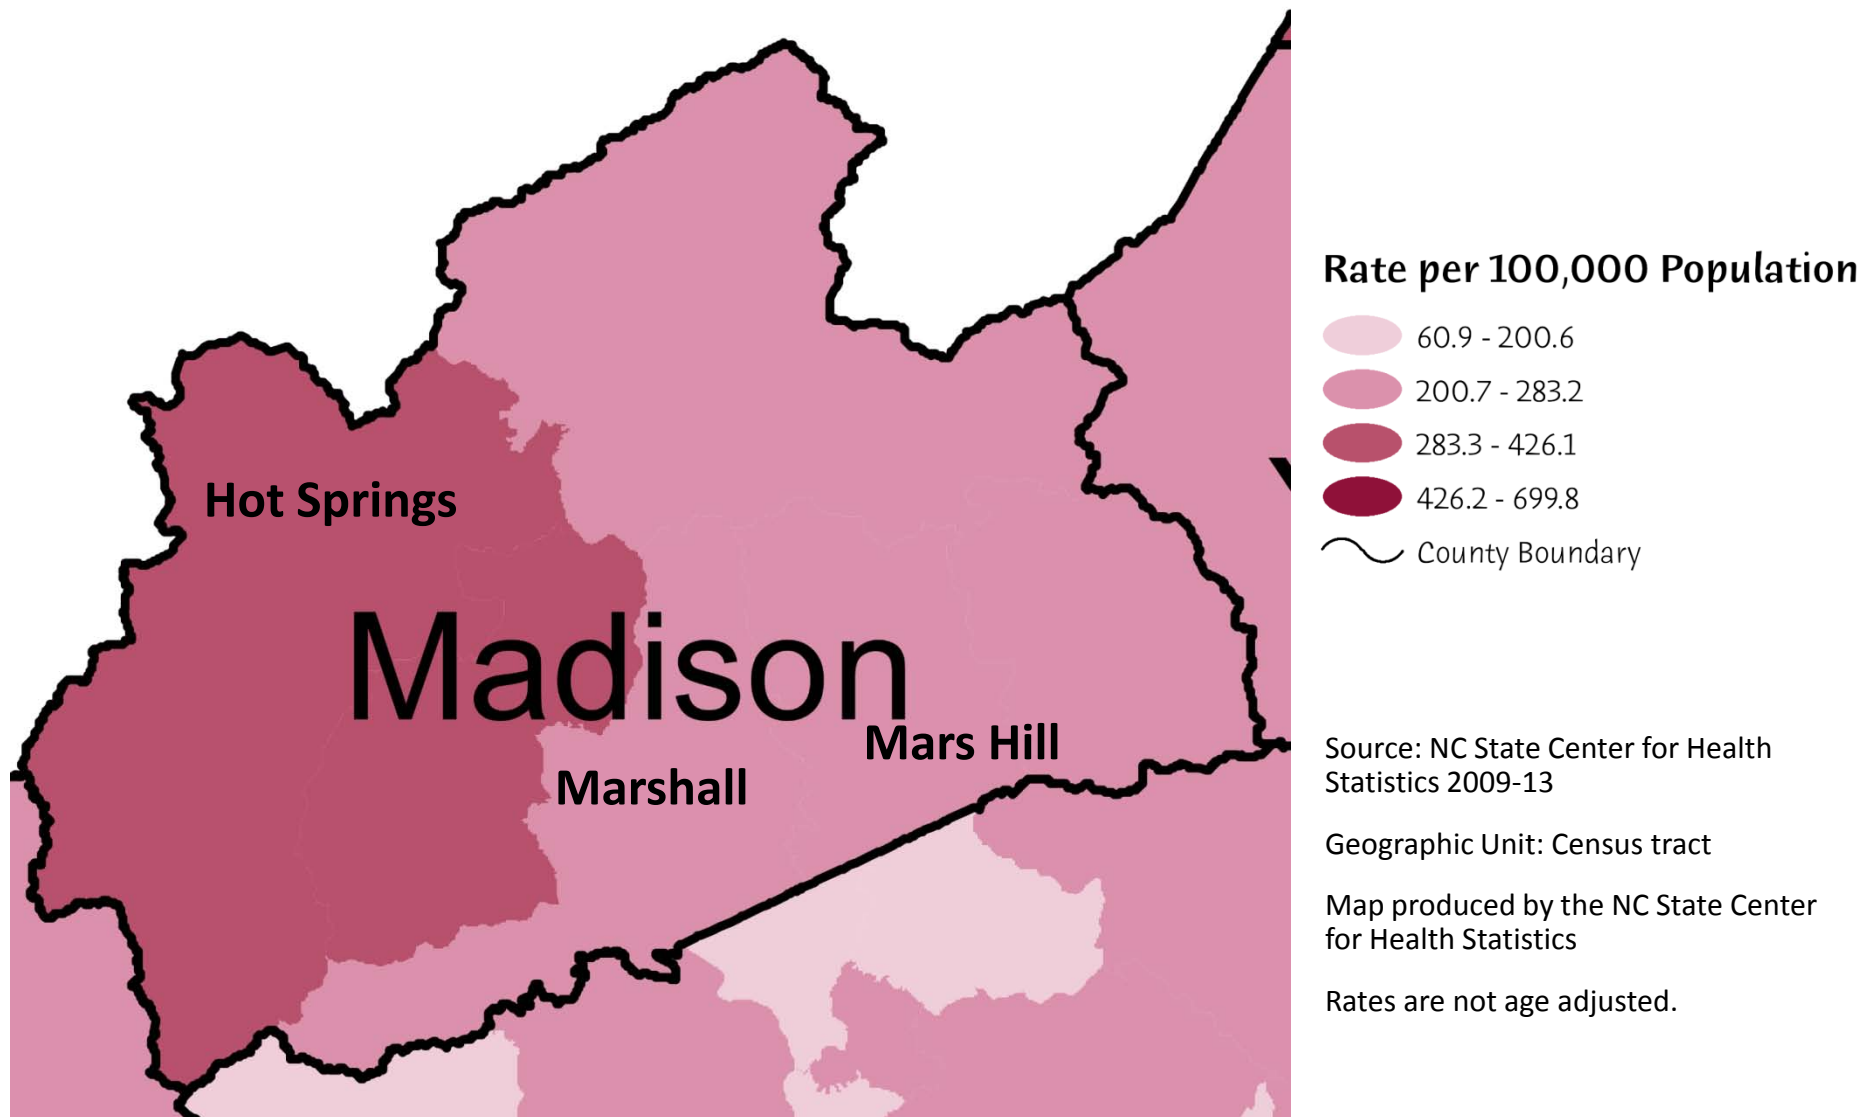 Hot Springs
Madison
Mars Hill
Marshall
Rate per 100,000 Population
60.9 - 200.6
200.7 - 283.2
283.3 - 426.1
426.2 - 699.8
County Boundary
Source: NC State Center for Health
Statistics 2009-13
Geographic Unit: Census tract
Map produced by the NC State Center
for Health Statistics
Rates are not age adjusted.